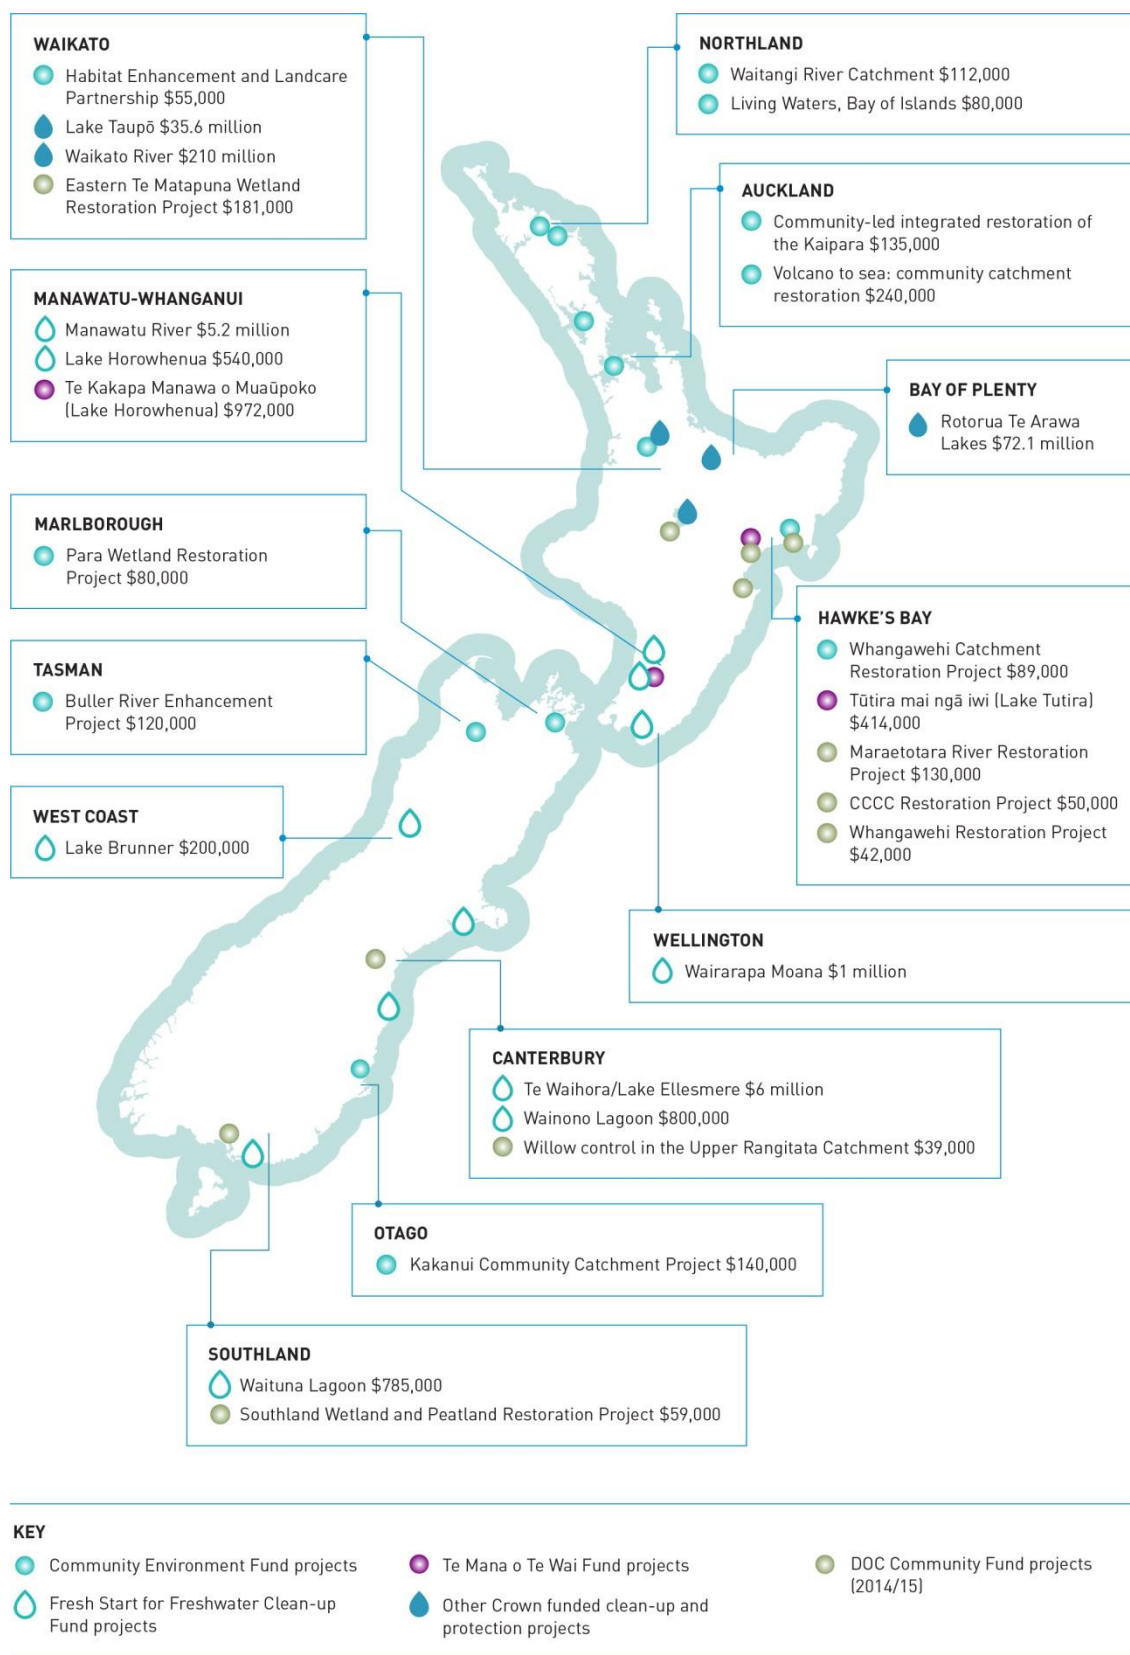 WAIKATO
Habitat Enhancement and Landcare
Partnership $55,000
Lake Taupō $35.6 million
Waikato River $210 million
Eastern Te Matapuna Wetland
Restoration Project $181,000
NORTHLAND
Waitangi River Catchment $112,000
Living Waters, Bay of Islands $80,000
AUCKLAND
Community-led integrated restoration of
the Kaipara $135,000
Volcano to sea: community catchment
restoration $240,000
MANAWATU-WHANGANUI
Manawatu River $5.2 million
Lake Horowhenua $540,000
Te Kakapa Manawa o Muaūpoko
(Lake Horowhenua) $972,000
BAY OF PLENTY
Rotorua Te Arawa
Lakes $72.1 million
MARLBOROUGH
Para Wetland Restoration
Project $80,000
HAWKE'S BAY
Whangawehi Catchment
Restoration Project $89,000
Tūtira mai ngā iwi (Lake Tutira)
$414,000
Maraetotara River Restoration
Project $130,000
CCCC Restoration Project $50,000
Whangawehi Restoration Project
$42,000
TASMAN
Buller River Enhancement
Project $120,000
WEST COAST
Lake Brunner $200,000
WELLINGTON
Wairarapa Moana $1 million
CANTERBURY
Te Waihora/Lake Ellesmere $6 million
Wainono Lagoon $800,000
Willow control in the Upper Rangitata Catchment $39,000
OTAGO
Kakanui Community Catchment Project $140,000
SOUTHLAND
Waituna Lagoon $785,000
Southland Wetland and Peatland Restoration Project $59,000
KEY
Community Environment Fund projects
Fresh Start for Freshwater Clean-up
Fund projects
Te Mana o Te Wai Fund projects
Other Crown funded clean-up and
protection projects
DOC Community Fund projects
(2014/15)